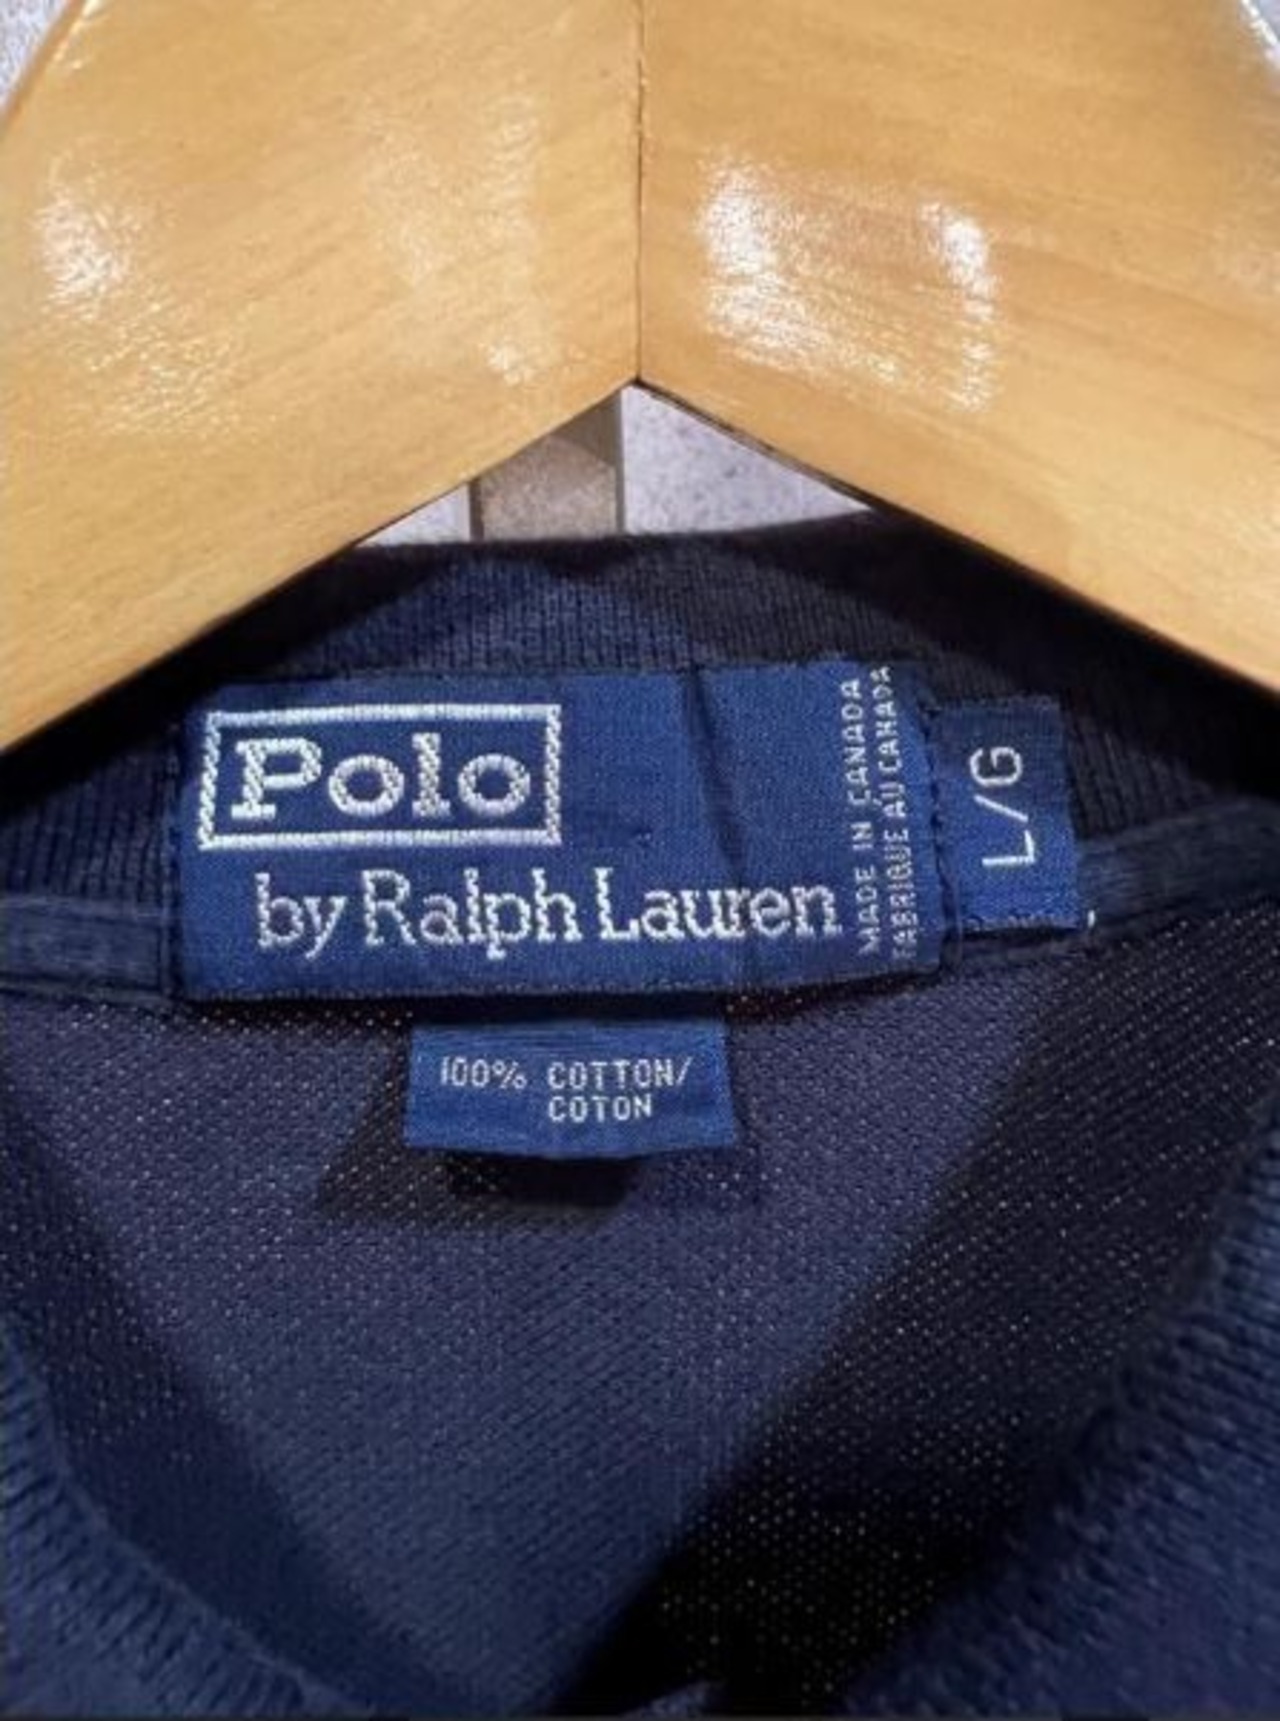 Polo
by Ralph Lauren
MADE IN CANADA
FABRIQUE AU CANADA
L/G
100% COTTON/
COTON